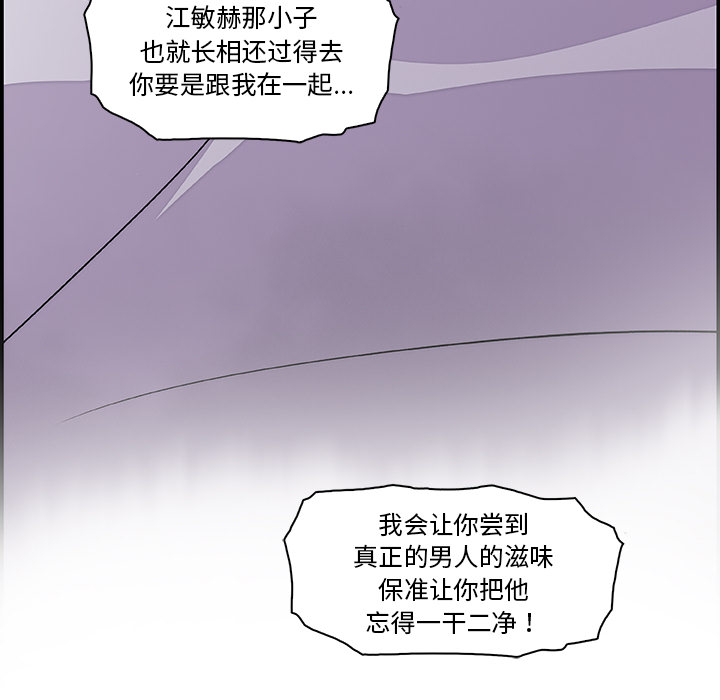 江敏赫那小子
也就长相还过得去
你要是跟我在一起...
我会让你尝到
真正的男人的滋味
保准让你把他
忘得一干二净！